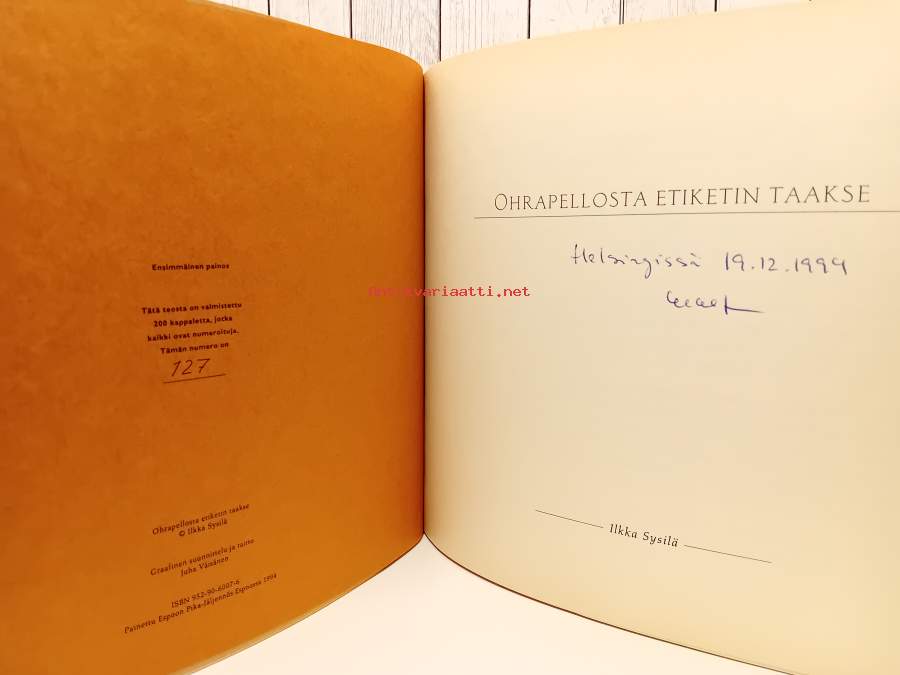 Ensimmäinen painos
Tätä teosta on valmistettu
200 kappaletta, jotka
kaikki ovat numeroituja.
Tämän numero on
127
Ohrapellosta etiketin taakse
© Ilkka Sysilä
Graafinen suunnittelu ja taitto
Juha Väisänen
ISBN 952-90-6007-6
Painettu Espoon Pika-Jäljennös Espoossa 1994
OHRAPELLOSTA ETIKETIN TAAKSE
Helsingissä 19.12.1994
antikvariaatti.net
Ilkka Sysilä